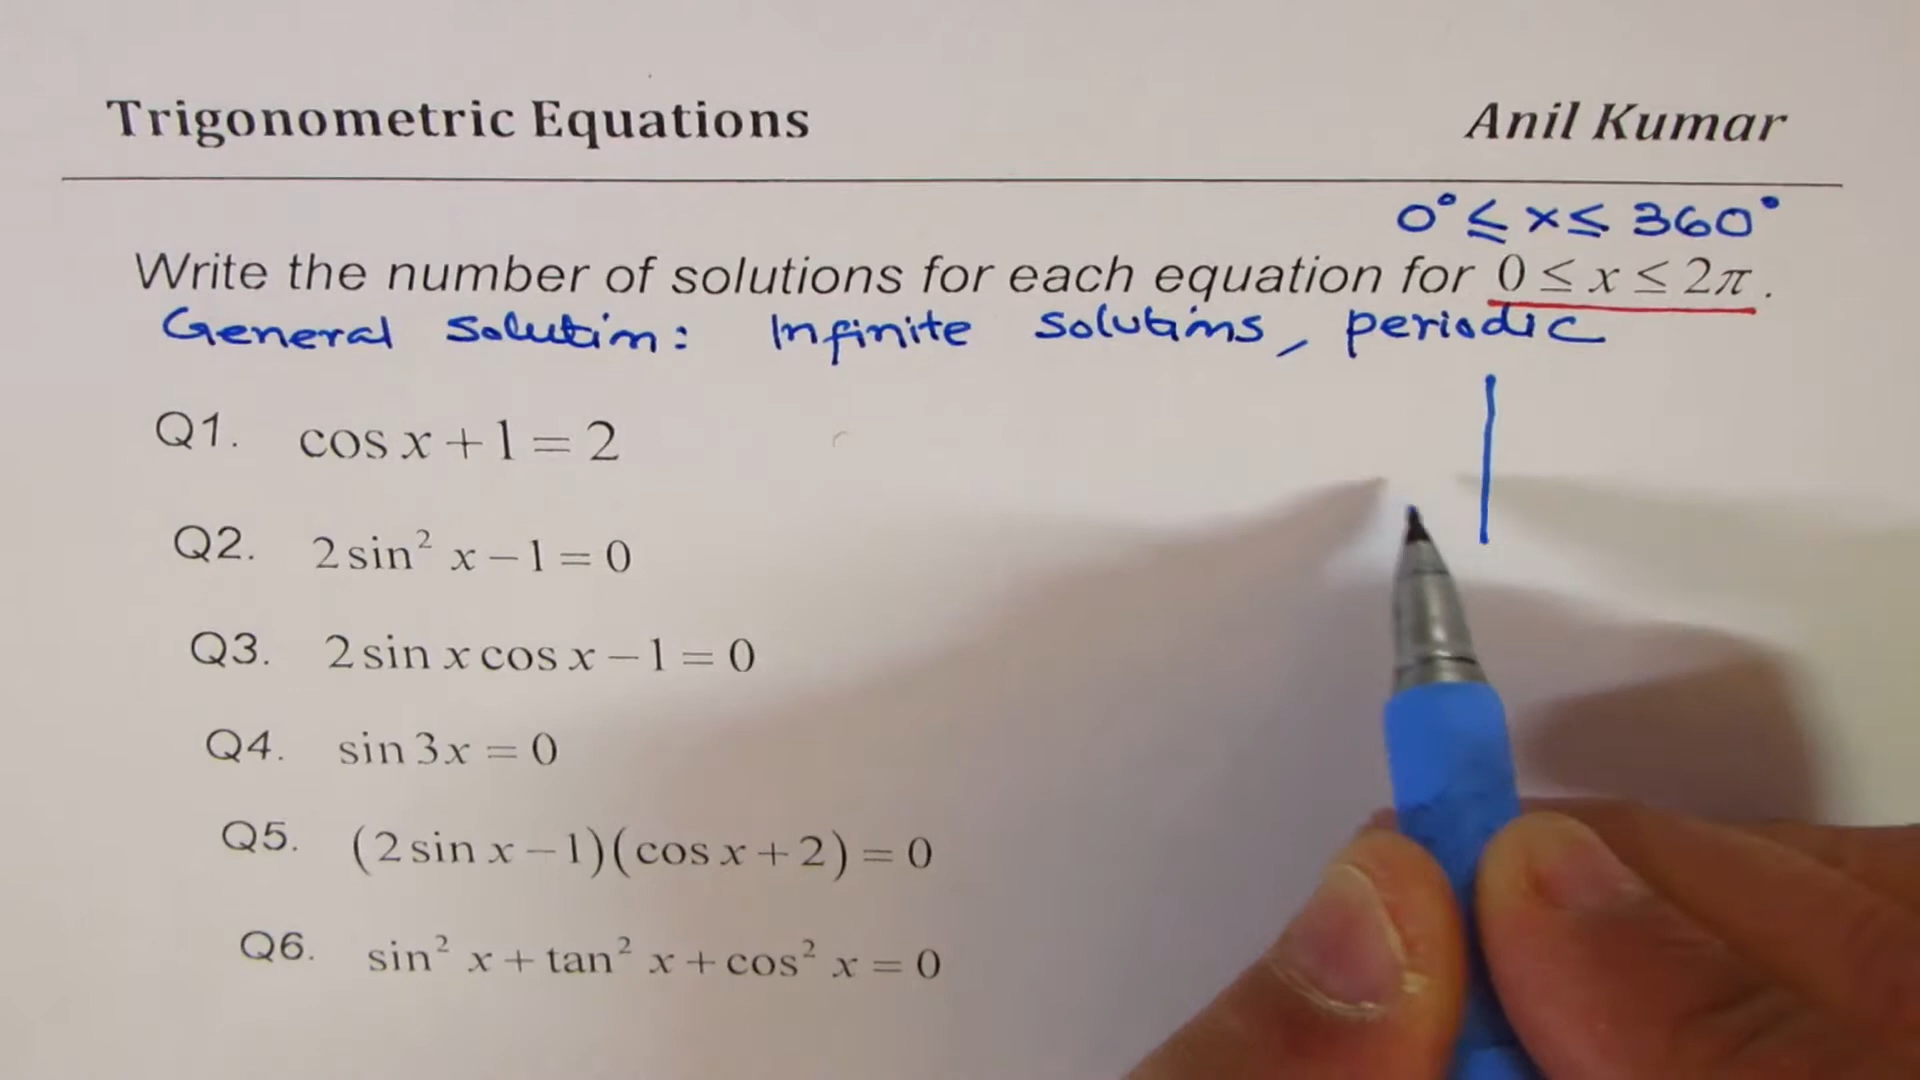 Trigonometric Equations Anil Kumar
0° ≤ x ≤ 360°
Write the number of solutions for each equation for 0 ≤ x ≤ 2π.
General Solution: Infinite solutions, periodic
Q1. cos x + 1 = 2
Q2. 2 sin² x − 1 = 0
Q3. 2 sin x cos x − 1 = 0
Q4. sin 3x = 0
Q5. (2 sin x − 1)(cos x + 2) = 0
Q6. sin² x + tan² x + cos² x = 0